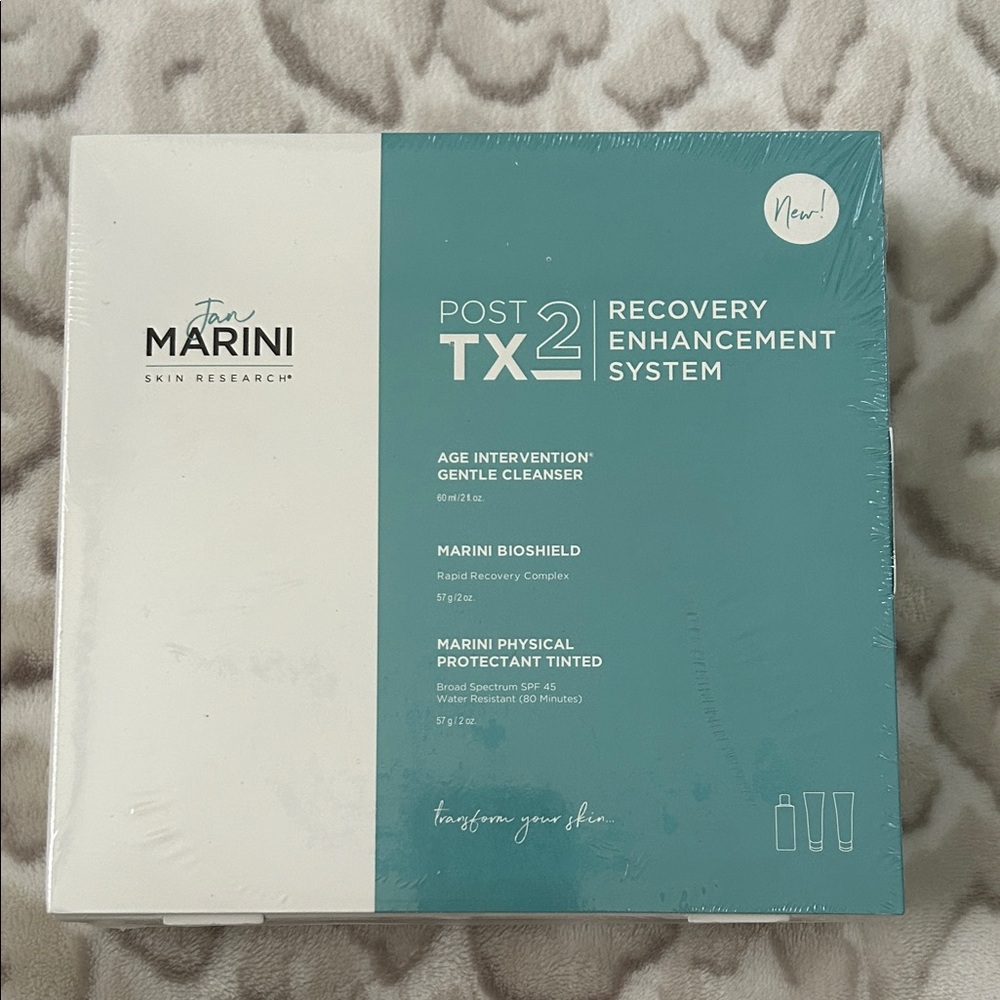 Jan
MARINI
SKIN RESEARCH®
New!
POST
TX2
RECOVERY
ENHANCEMENT
SYSTEM
AGE INTERVENTION®
GENTLE CLEANSER
60 ml/2 fl. oz.
MARINI BIOSHIELD
Rapid Recovery Complex
57 g/2 oz.
MARINI PHYSICAL
PROTECTANT TINTED
Broad Spectrum SPF 45
Water Resistant (80 Minutes)
57 g/2 oz.
transform your skin...